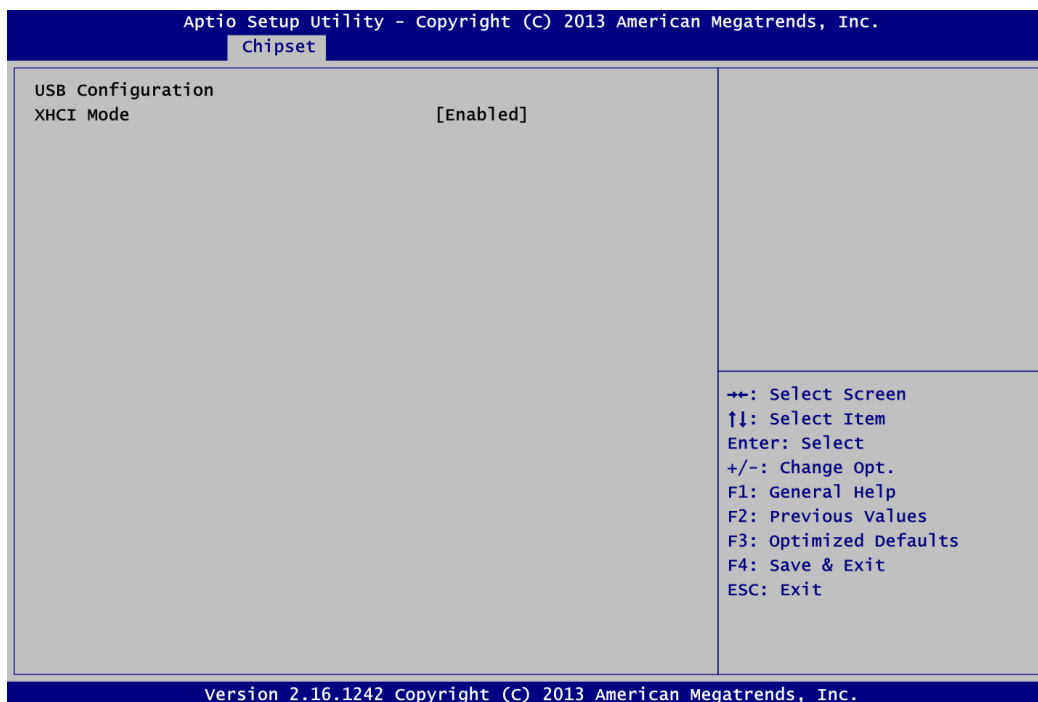 Aptio Setup Utility - Copyright (C) 2013 American Megatrends, Inc.
Chipset
USB Configuration
XHCI Mode [Enabled]
→←: Select Screen
↑↓: Select Item
Enter: Select
+/-: Change Opt.
F1: General Help
F2: Previous Values
F3: Optimized Defaults
F4: Save & Exit
ESC: Exit
Version 2.16.1242 Copyright (C) 2013 American Megatrends, Inc.